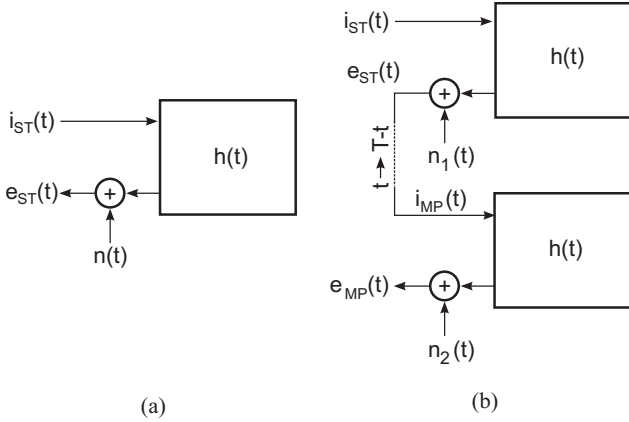 i_ST(t)
h(t)
e_ST(t)
+
n(t)
(a)
i_ST(t)
h(t)
e_ST(t)
+
n_1(t)
t → T-t
i_MP(t)
h(t)
e_MP(t)
+
n_2(t)
(b)